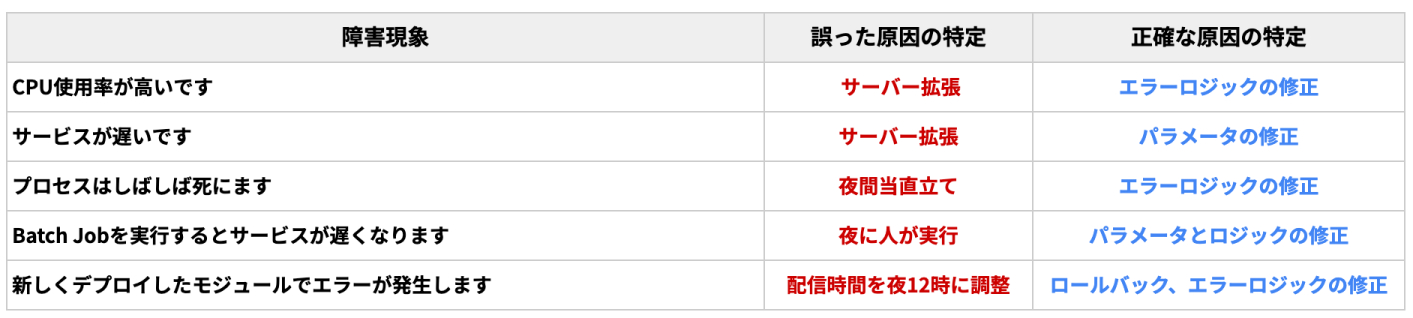 障害現象 誤った原因の特定 正確な原因の特定
CPU使用率が高いです サーバー拡張 エラーロジックの修正
サービスが遅いです サーバー拡張 パラメータの修正
プロセスはしばしば死にます 夜間当直立て エラーロジックの修正
Batch Jobを実行するとサービスが遅くなります 夜に人が実行 パラメータとロジックの修正
新しくデプロイしたモジュールでエラーが発生します 配信時間を夜12時に調整 ロールバック、エラーロジックの修正